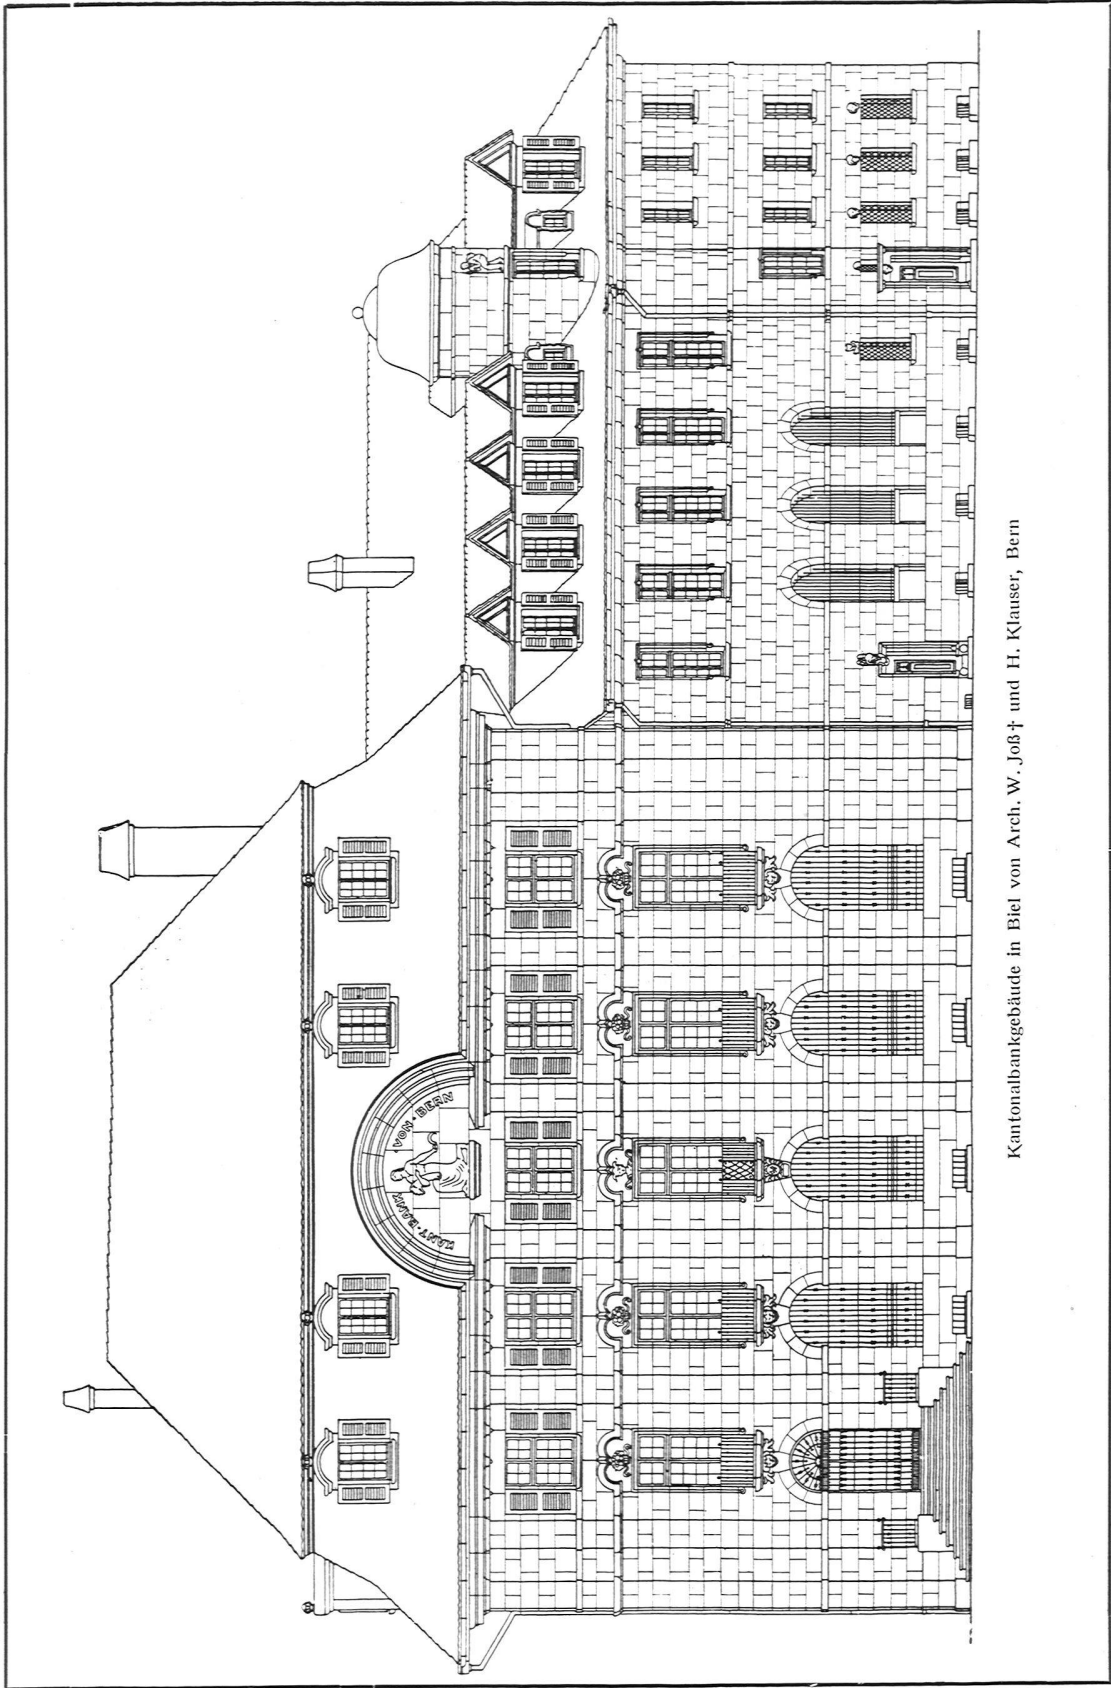 KANT·BANK·VON·BERN
Kantonalbankgebäude in Biel von Arch. W. Joß † und H. Klauser, Bern